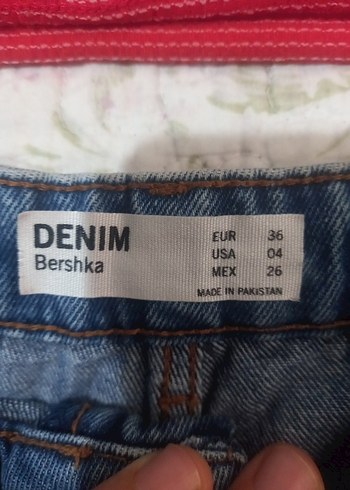 DENIM
Bershka
EUR 36
USA 04
MEX 26
MADE IN PAKISTAN